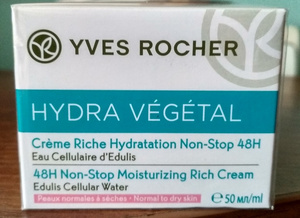 YVES ROCHER
HYDRA VÉGÉTAL
Crème Riche Hydratation Non-Stop 48H
Eau Cellulaire d'Edulis
48H Non-Stop Moisturizing Rich Cream
Edulis Cellular Water
Peaux normales à sèches - Normal to dry skin
℮ 50 мл/ml